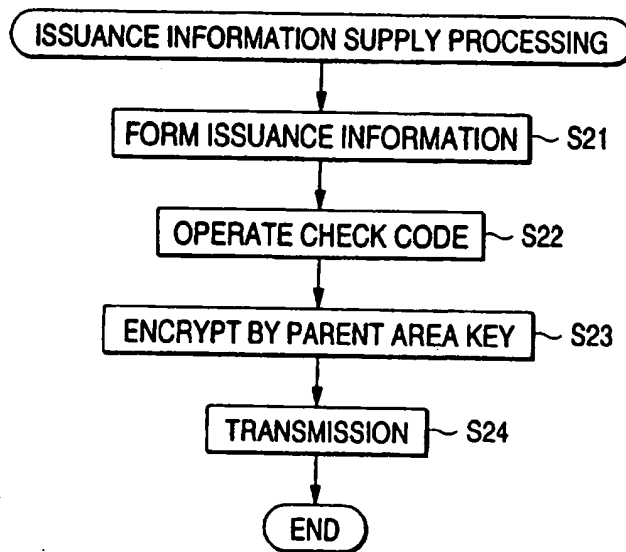 ISSUANCE INFORMATION SUPPLY PROCESSING
FORM ISSUANCE INFORMATION S21
OPERATE CHECK CODE S22
ENCRYPT BY PARENT AREA KEY S23
TRANSMISSION S24
END